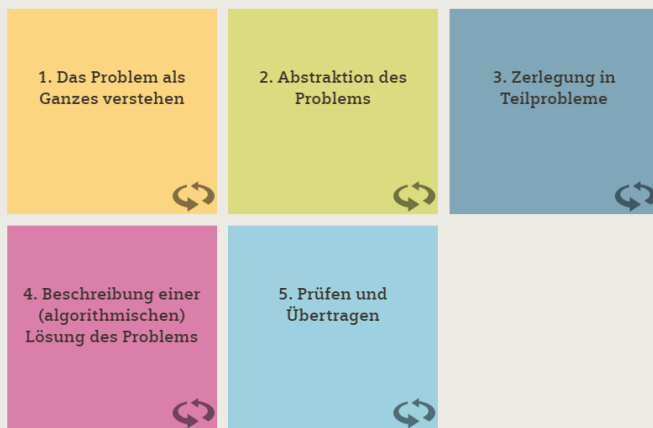 1. Das Problem als
Ganzes verstehen
2. Abstraktion des
Problems
3. Zerlegung in
Teilprobleme
4. Beschreibung einer
(algorithmischen)
Lösung des Problems
5. Prüfen und
Übertragen